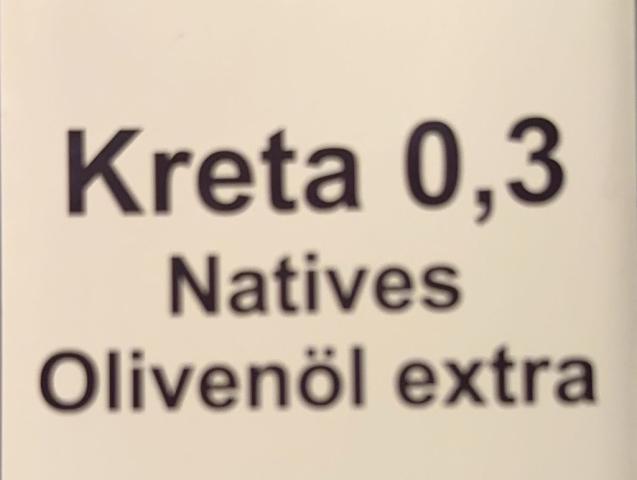 Kreta 0,3
Natives
Olivenöl extra